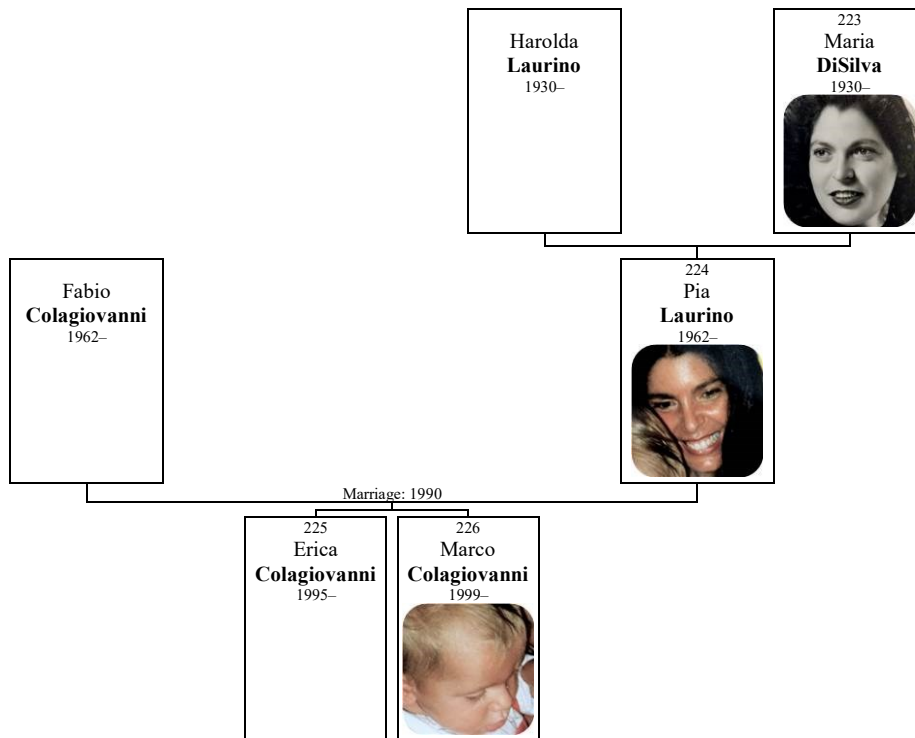 Harolda
Laurino
1930–
223
Maria
DiSilva
1930–
Fabio
Colagiovanni
1962–
224
Pia
Laurino
1962–
Marriage: 1990
225
Erica
Colagiovanni
1995–
226
Marco
Colagiovanni
1999–